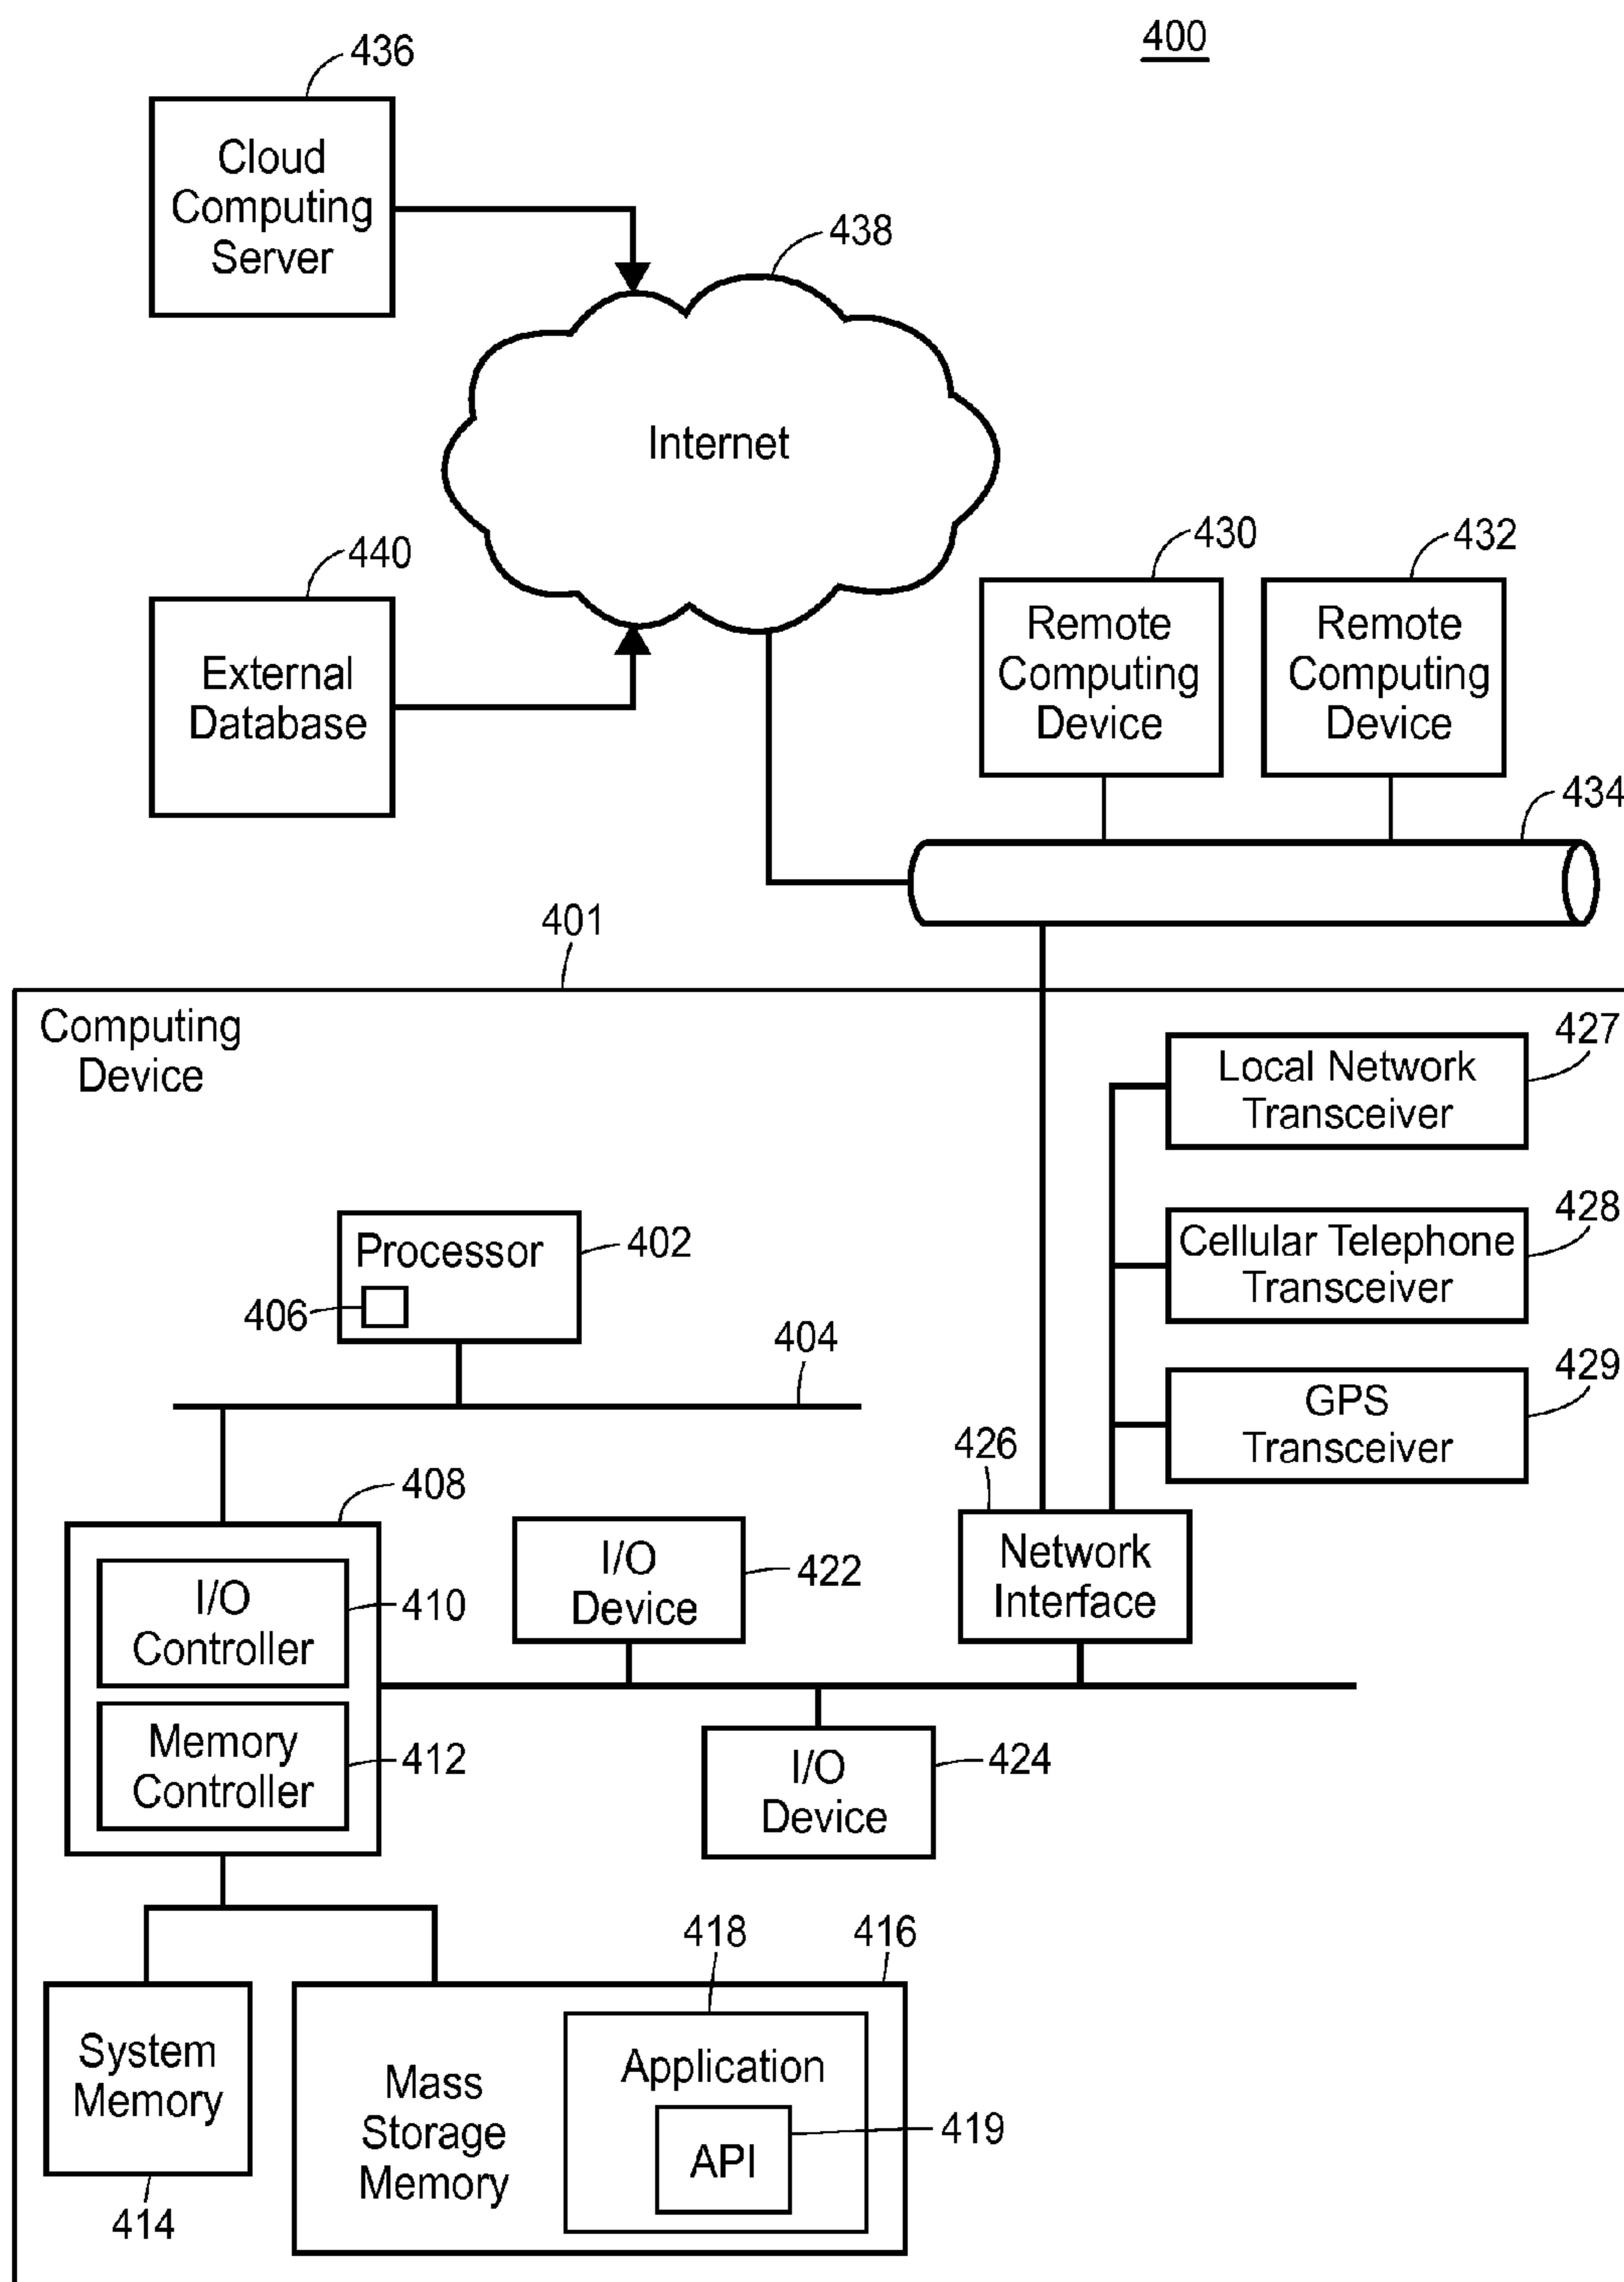 400
436
Cloud
Computing
Server
438
Internet
440
External
Database
430
Remote
Computing
Device
432
Remote
Computing
Device
434
401
Computing
Device
427
Local Network
Transceiver
428
Cellular Telephone
Transceiver
429
GPS
Transceiver
Processor
402
406
404
426
Network
Interface
408
I/O
Controller
410
Memory
Controller
412
I/O
Device
422
I/O
Device
424
418
416
System
Memory
414
Mass
Storage
Memory
Application
API
419